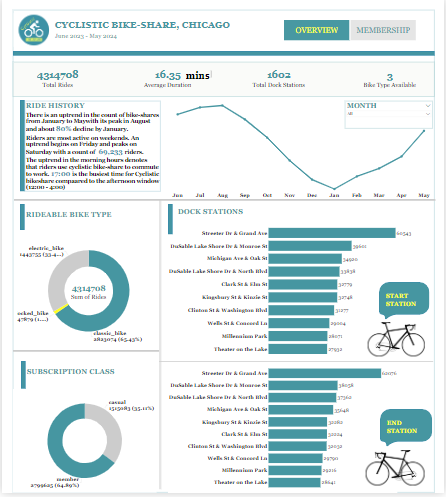 CYCLISTIC BIKE-SHARE, CHICAGO
June 2023 - May 2024
OVERVIEW
MEMBERSHIP
4314708
Total Rides
16.35 mins
Average Duration
1602
Total Dock Stations
3
Bike Type Available
RIDE HISTORY
There is an uptrend in the count of bike-shares
from January to Maywith its peak in August
and about 80% decline by January.
Riders are most active on weekends. An
uptrend begins on Friday and peaks on
Saturday with a count of 69,233 riders.
The uptrend in the morning hours denotes
that riders use cyclistic bike-share to commute
to work. 17:00 is the busiest time for Cyclistic
bikeshare compared to the afternoon window
(12:00 - 4:00)
MONTH
All
Jun Jul Aug Sep Oct Nov Dec Jan Feb Mar Apr May
RIDEABLE BIKE TYPE
electric_bike
1443755 (33.4...)
4314708
Sum of Rides
ocked_bike
47879 (1....)
classic_bike
2823074 (65.43%)
DOCK STATIONS
Streeter Dr & Grand Ave 60543
DuSable Lake Shore Dr & Monroe St 39601
Michigan Ave & Oak St 34920
DuSable Lake Shore Dr & North Blvd 33838
Clark St & Elm St 32779
Kingsbury St & Kinzie St 32748
Clinton St & Washington Blvd 31277
Wells St & Concord Ln 29004
Millennium Park 28071
Theater on the Lake 27932
START
STATION
SUBSCRIPTION CLASS
casual
1515083 (35.11%)
member
2799625 (64.89%)
Streeter Dr & Grand Ave 62076
DuSable Lake Shore Dr & Monroe St 38058
DuSable Lake Shore Dr & North Blvd 37362
Michigan Ave & Oak St 35648
Kingsbury St & Kinzie St
Clark St & Elm St
Clinton St & Washington Blvd
Wells St & Concord Ln 29790
Millennium Park 29216
Theater on the Lake 28641
END
STATION